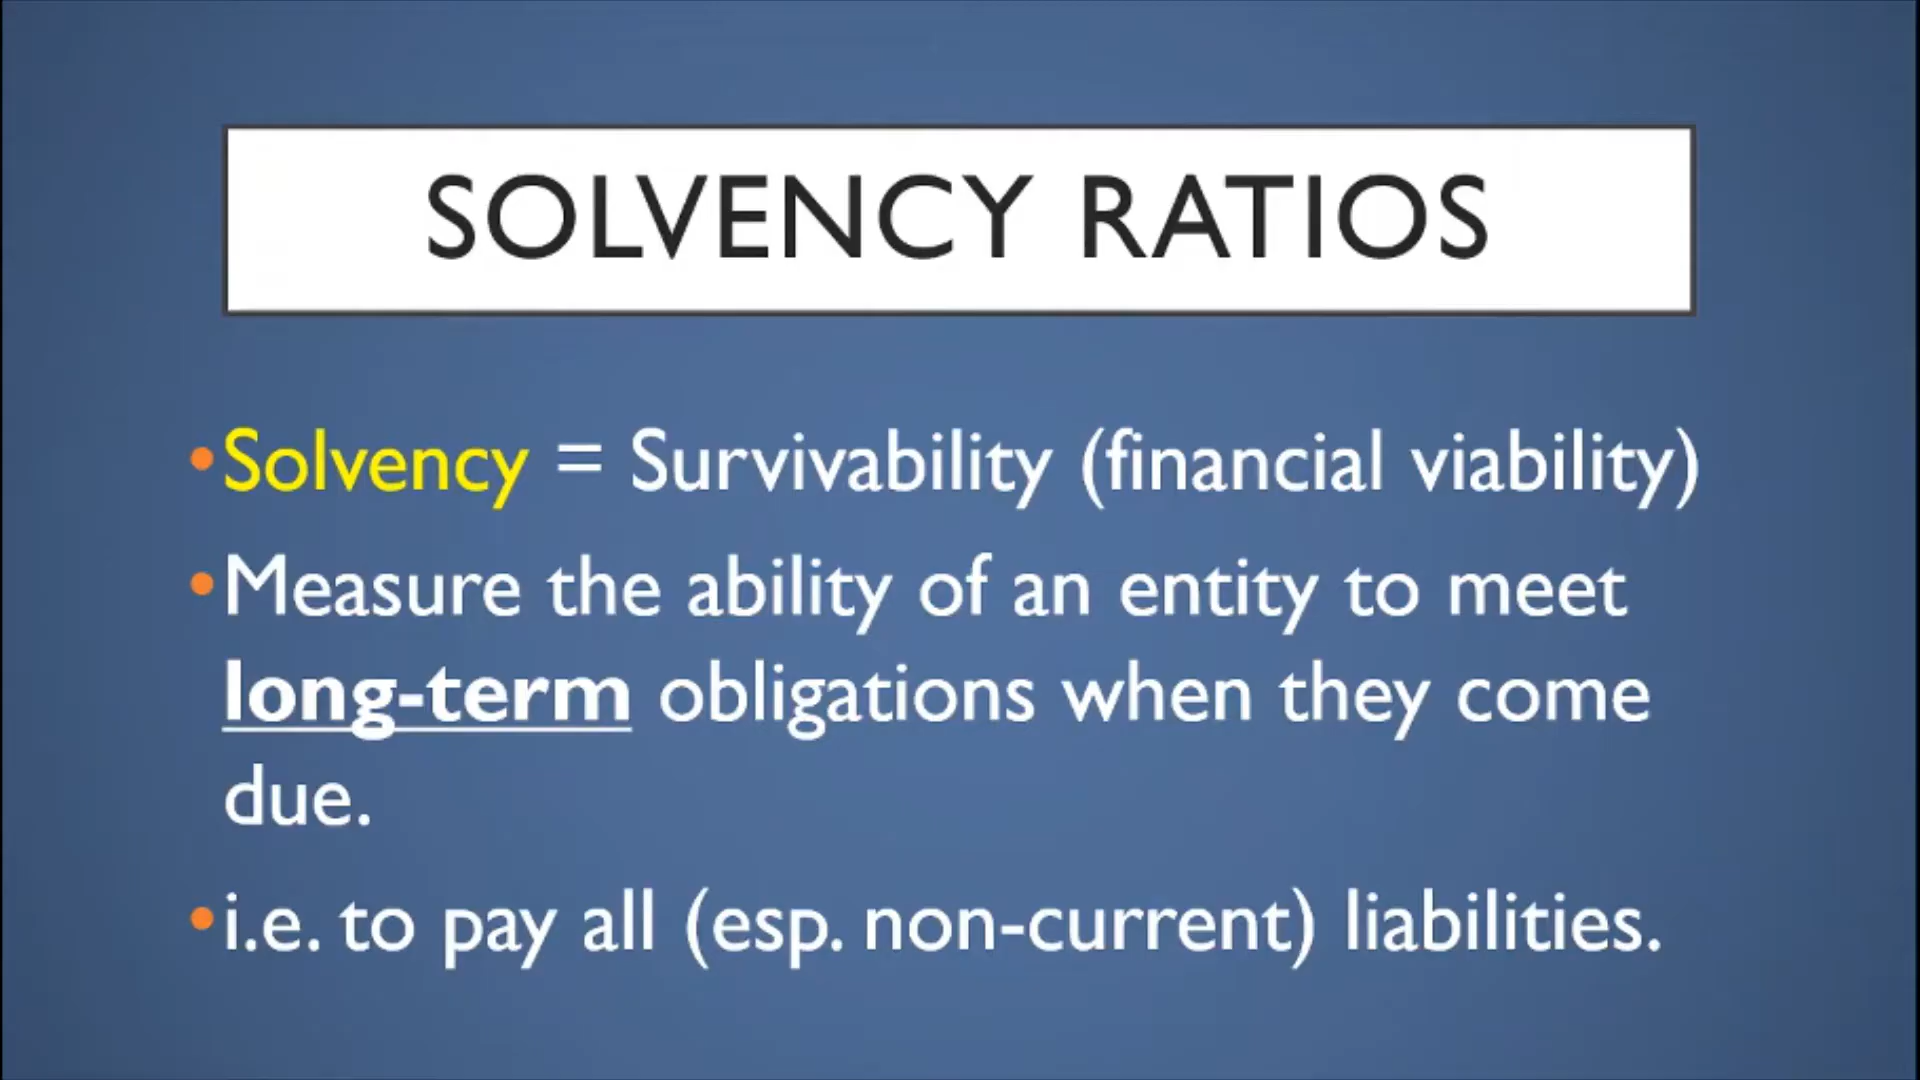 SOLVENCY RATIOS
•Solvency = Survivability (financial viability)
•Measure the ability of an entity to meet
long-term obligations when they come
due.
•i.e. to pay all (esp. non-current) liabilities.